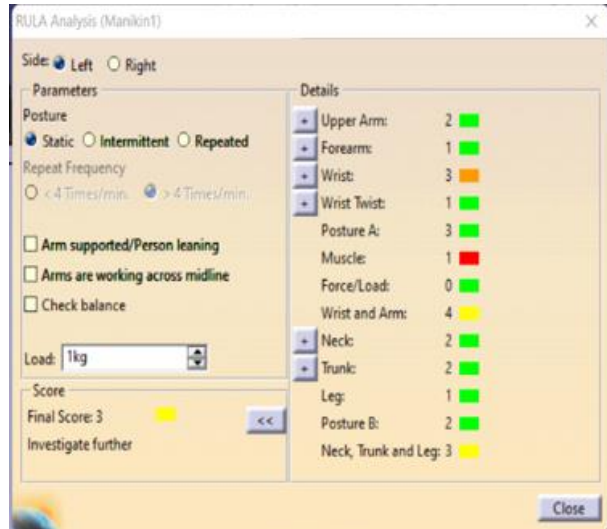 RULA Analysis (Manikin1)
Side: Left Right
Parameters
Posture
Static Intermittent Repeated
Repeat Frequency
< 4 Times/min. > 4 Times/min.
Arm supported/Person leaning
Arms are working across midline
Check balance
Load: 1kg
Score
Final Score: 3
<<
Investigate further
Details
+ Upper Arm: 2
+ Forearm: 1
+ Wrist: 3
+ Wrist Twist: 1
Posture A: 3
Muscle: 1
Force/Load: 0
Wrist and Arm: 4
+ Neck: 2
+ Trunk: 2
Leg: 1
Posture B: 2
Neck, Trunk and Leg: 3
Close